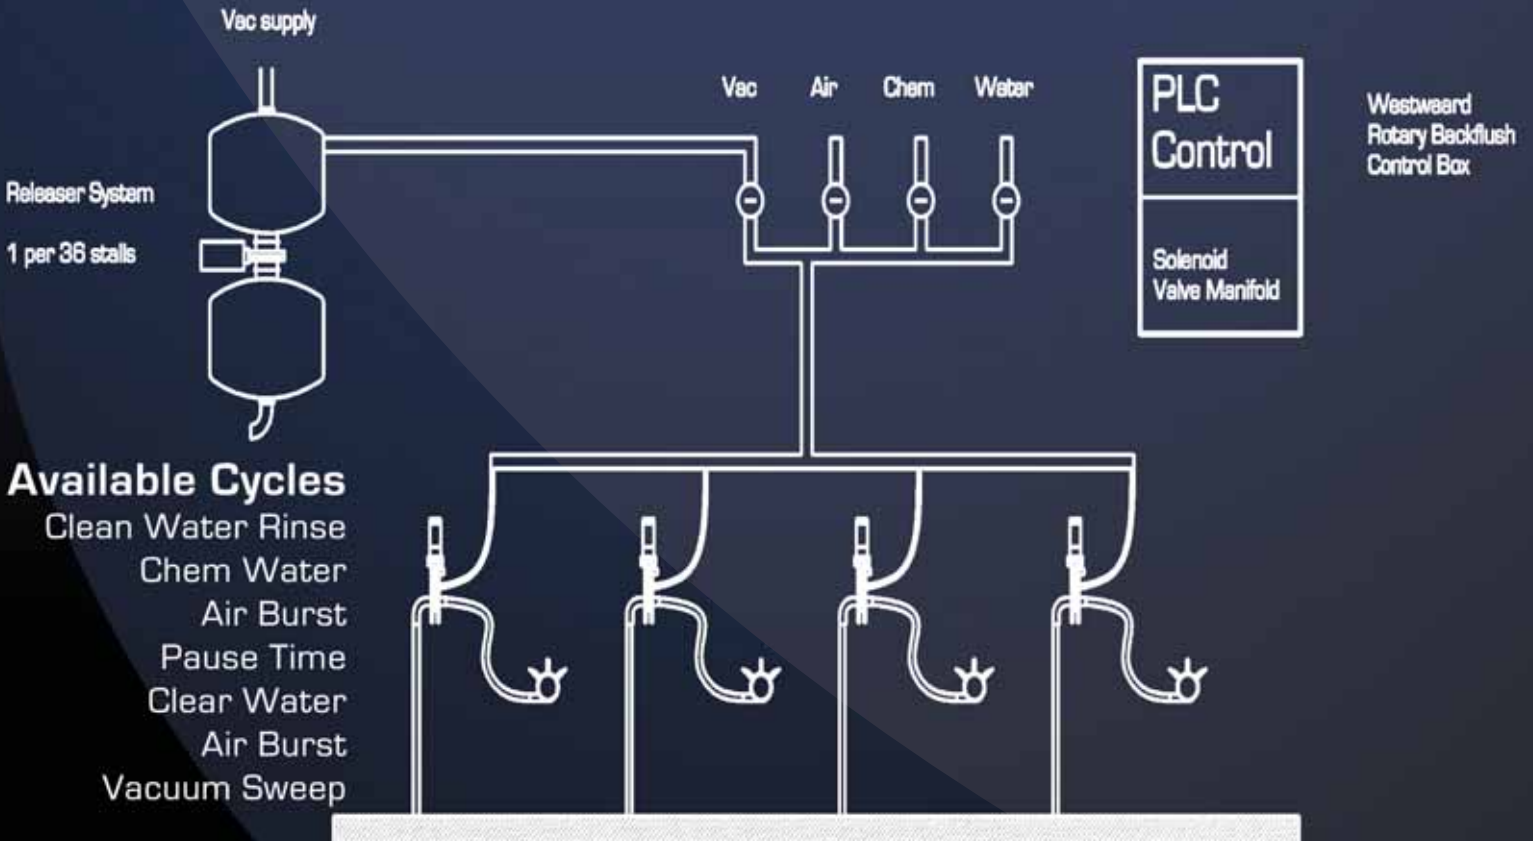 Vac supply
Vac
Air
Chem
Water
PLC
Control
Westwaard
Rotary Backflush
Control Box
Releaser System
1 per 36 stalls
Solenoid
Valve Manifold
Available Cycles
Clean Water Rinse
Chem Water
Air Burst
Pause Time
Clear Water
Air Burst
Vacuum Sweep